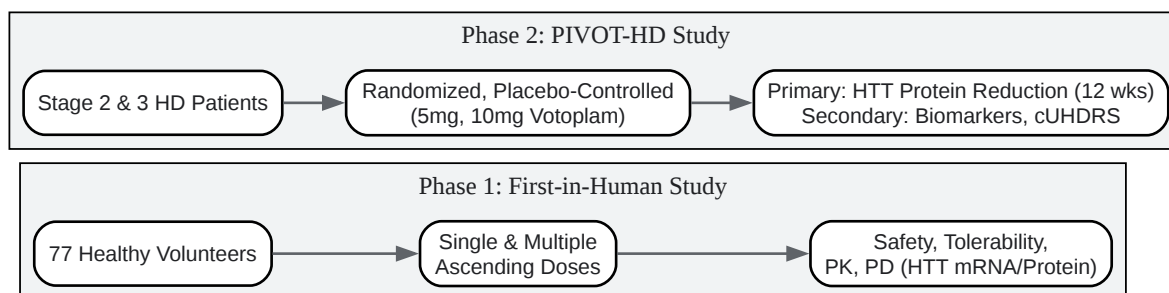 Phase 2: PIVOT-HD Study
Stage 2 & 3 HD Patients
Randomized, Placebo-Controlled
(5mg, 10mg Votoplam)
Primary: HTT Protein Reduction (12 wks)
Secondary: Biomarkers, cUHDRS
Phase 1: First-in-Human Study
77 Healthy Volunteers
Single & Multiple
Ascending Doses
Safety, Tolerability,
PK, PD (HTT mRNA/Protein)